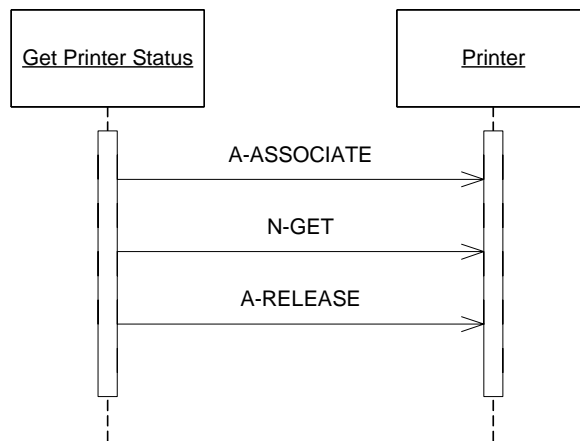 Get Printer Status
Printer
A-ASSOCIATE
N-GET
A-RELEASE